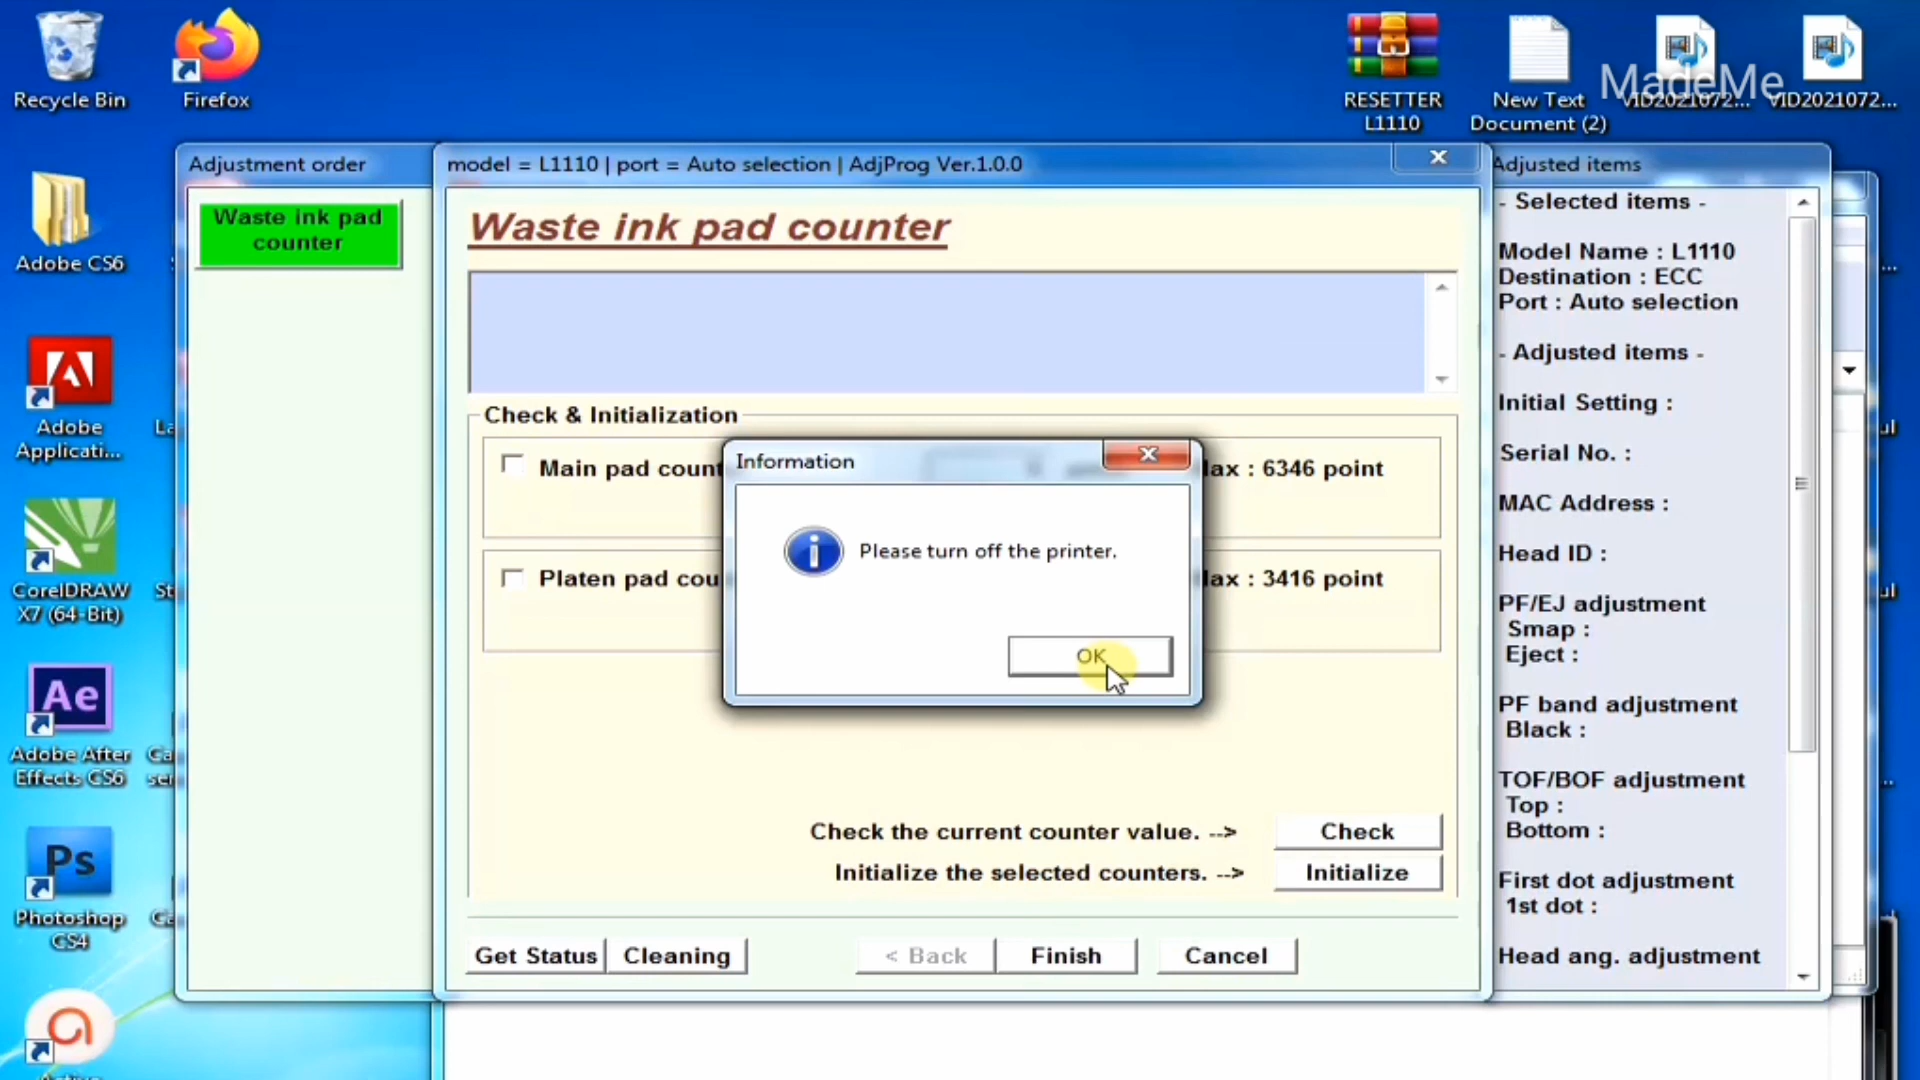 Recycle Bin
Firefox
RESETTER
L1110
New Text
Document (2)
MadeMe
VID2021072...
VID2021072...
Adobe CS6
Adobe
Applicati...
CorelDRAW
X7 (64-Bit)
Adobe After
Effects CS6
Photoshop
CS4
Adjustment order
Waste ink pad
counter
model = L1110 | port = Auto selection | AdjProg Ver.1.0.0
Waste ink pad counter
Check & Initialization
Main pad count
Max : 6346 point
Platen pad cou
Max : 3416 point
Information
Please turn off the printer.
OK
Check the current counter value. -->
Check
Initialize the selected counters. -->
Initialize
Get Status
Cleaning
< Back
Finish
Cancel
Adjusted items
- Selected items -
Model Name : L1110
Destination : ECC
Port : Auto selection
- Adjusted items -
Initial Setting :
Serial No. :
MAC Address :
Head ID :
PF/EJ adjustment
Smap :
Eject :
PF band adjustment
Black :
TOF/BOF adjustment
Top :
Bottom :
First dot adjustment
1st dot :
Head ang. adjustment